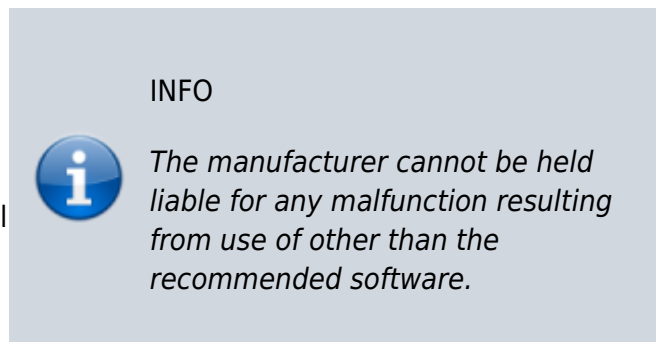 INFO
The manufacturer cannot be held
liable for any malfunction resulting
from use of other than the
recommended software.